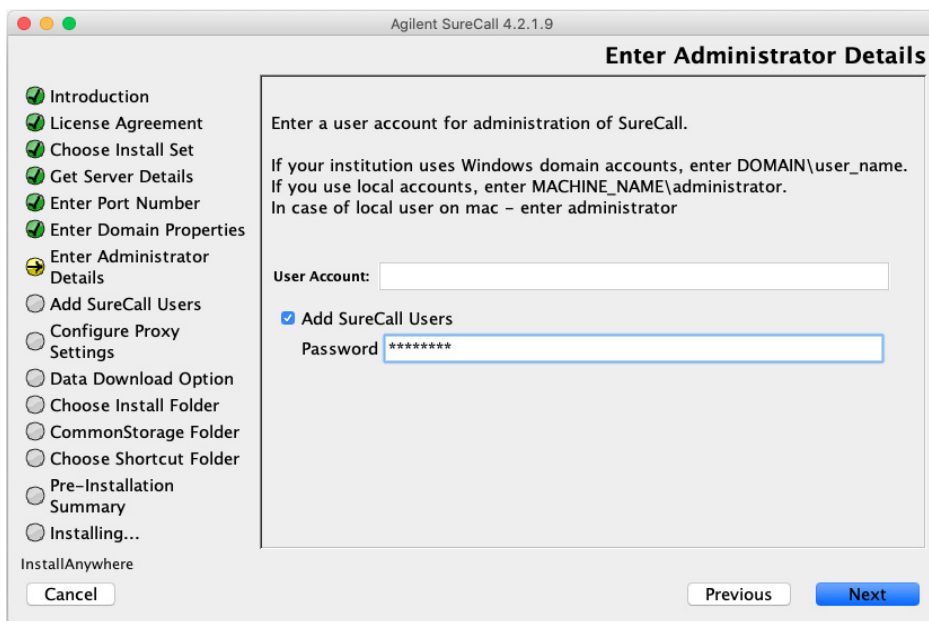 Agilent SureCall 4.2.1.9
Enter Administrator Details
Introduction
License Agreement
Choose Install Set
Get Server Details
Enter Port Number
Enter Domain Properties
Enter Administrator
Details
Add SureCall Users
Configure Proxy
Settings
Data Download Option
Choose Install Folder
CommonStorage Folder
Choose Shortcut Folder
Pre-Installation
Summary
Installing...
Enter a user account for administration of SureCall.
If your institution uses Windows domain accounts, enter DOMAIN\user_name.
If you use local accounts, enter MACHINE_NAME\administrator.
In case of local user on mac – enter administrator
User Account:
Add SureCall Users
Password ********
InstallAnywhere
Cancel
Previous
Next